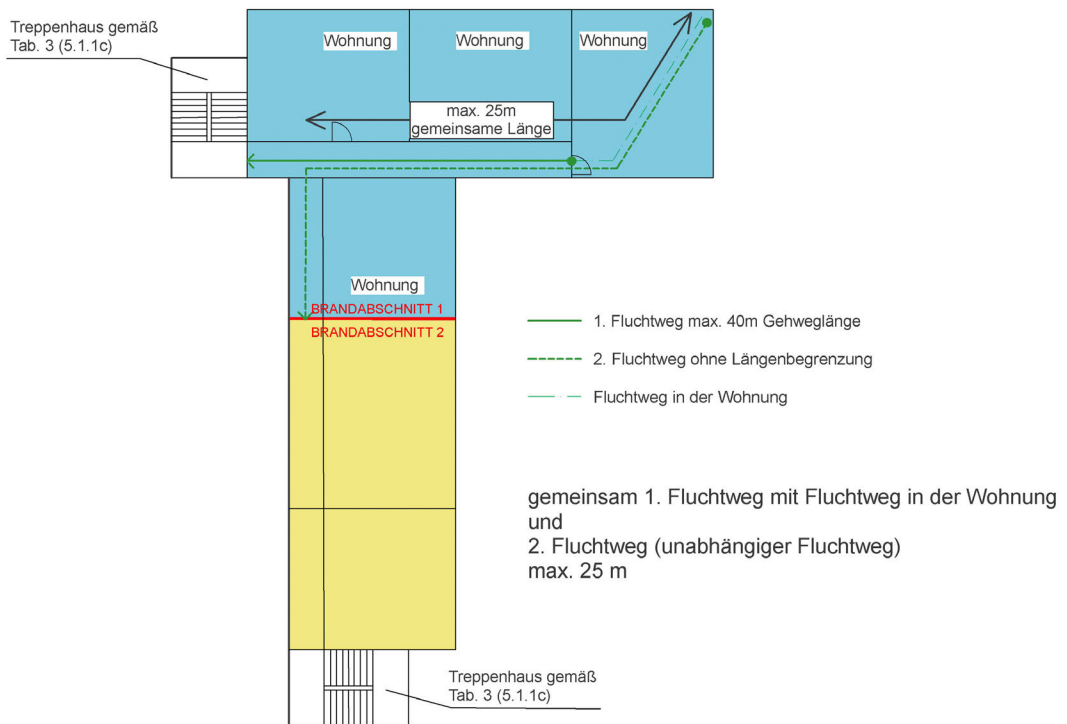 Treppenhaus gemäß
Tab. 3 (5.1.1c)
Wohnung
Wohnung
Wohnung
max. 25m
gemeinsame Länge
Wohnung
BRANDABSCHNITT 1
BRANDABSCHNITT 2
1. Fluchtweg max. 40m Gehweglänge
2. Fluchtweg ohne Längenbegrenzung
Fluchtweg in der Wohnung
gemeinsam 1. Fluchtweg mit Fluchtweg in der Wohnung
und
2. Fluchtweg (unabhängiger Fluchtweg)
max. 25 m
Treppenhaus gemäß
Tab. 3 (5.1.1c)